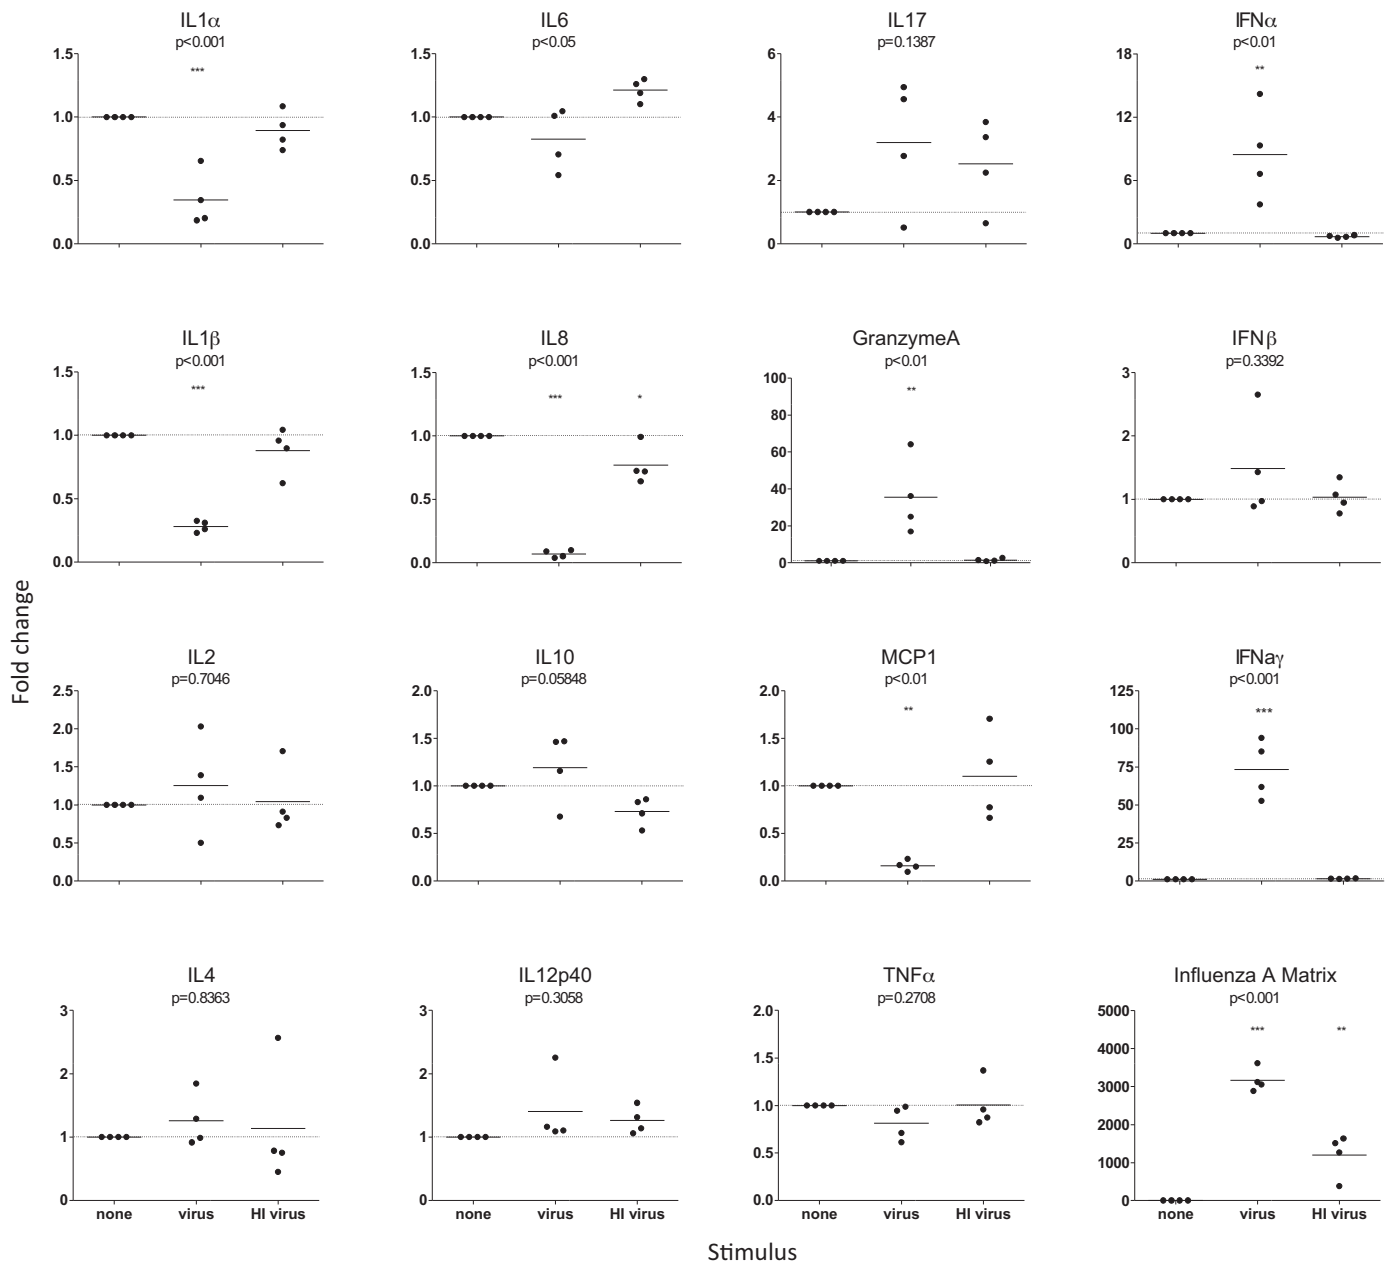 IL1α
p<0.001
***
1.5
1.0
0.5
0.0
IL6
p<0.05
1.5
1.0
0.5
0.0
IL17
p=0.1387
6
4
2
0
IFNα
p<0.01
**
18
12
6
0
IL1β
p<0.001
***
1.5
1.0
0.5
0.0
IL8
p<0.001
*** *
1.5
1.0
0.5
0.0
GranzymeA
p<0.01
**
100
80
60
40
20
0
IFNβ
p=0.3392
3
2
1
0
Fold change
IL2
p=0.7046
2.5
2.0
1.5
1.0
0.5
0.0
IL10
p=0.05848
2.0
1.5
1.0
0.5
0.0
MCP1
p<0.01
**
2.0
1.5
1.0
0.5
0.0
IFNaγ
p<0.001
***
125
100
75
50
25
0
IL4
p=0.8363
3
2
1
0
none virus HI virus
IL12p40
p=0.3058
3
2
1
0
none virus HI virus
TNFα
p=0.2708
2.0
1.5
1.0
0.5
0.0
none virus HI virus
Influenza A Matrix
p<0.001
*** **
5000
4000
3000
2000
1000
0
none virus HI virus
Stimulus